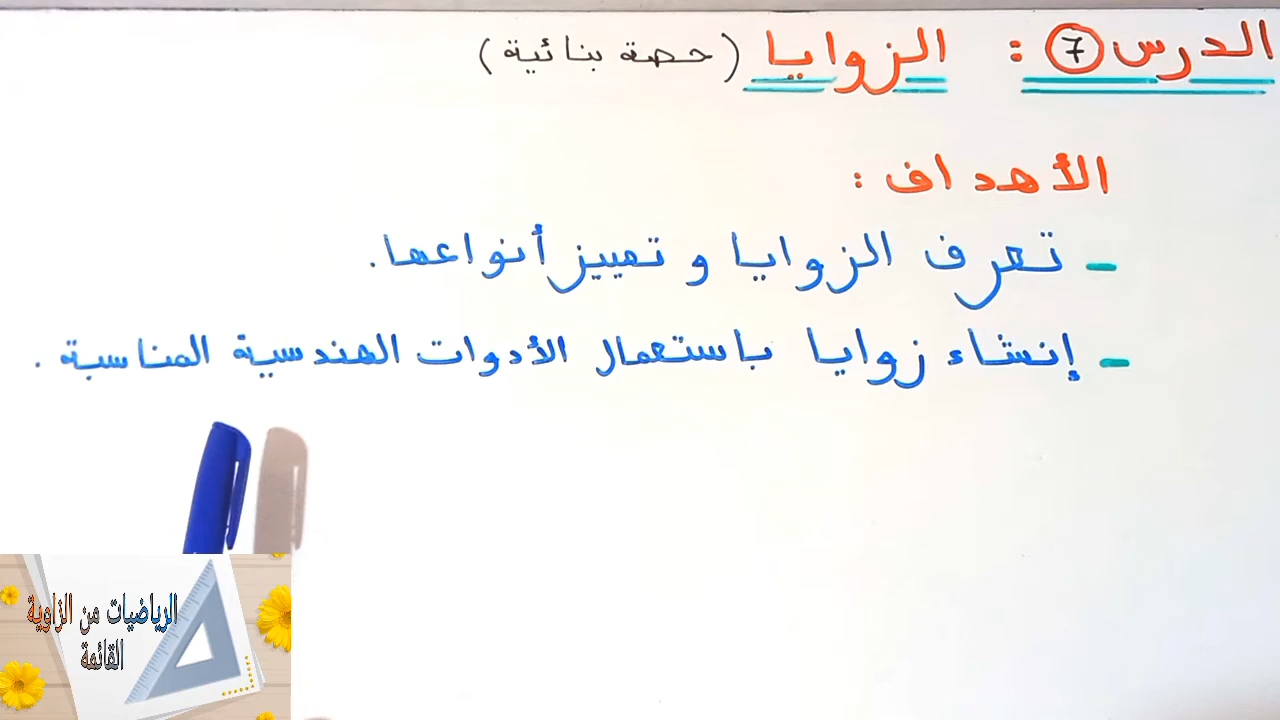 الدرس 7 : الزوايا (حصة بنائية)
الأهداف :
- تعرف الزوايا و تمييز أنواعها.
- إنشاء زوايا باستعمال الأدوات الهندسية المناسبة .
الرياضيات من الزاوية
القائمة